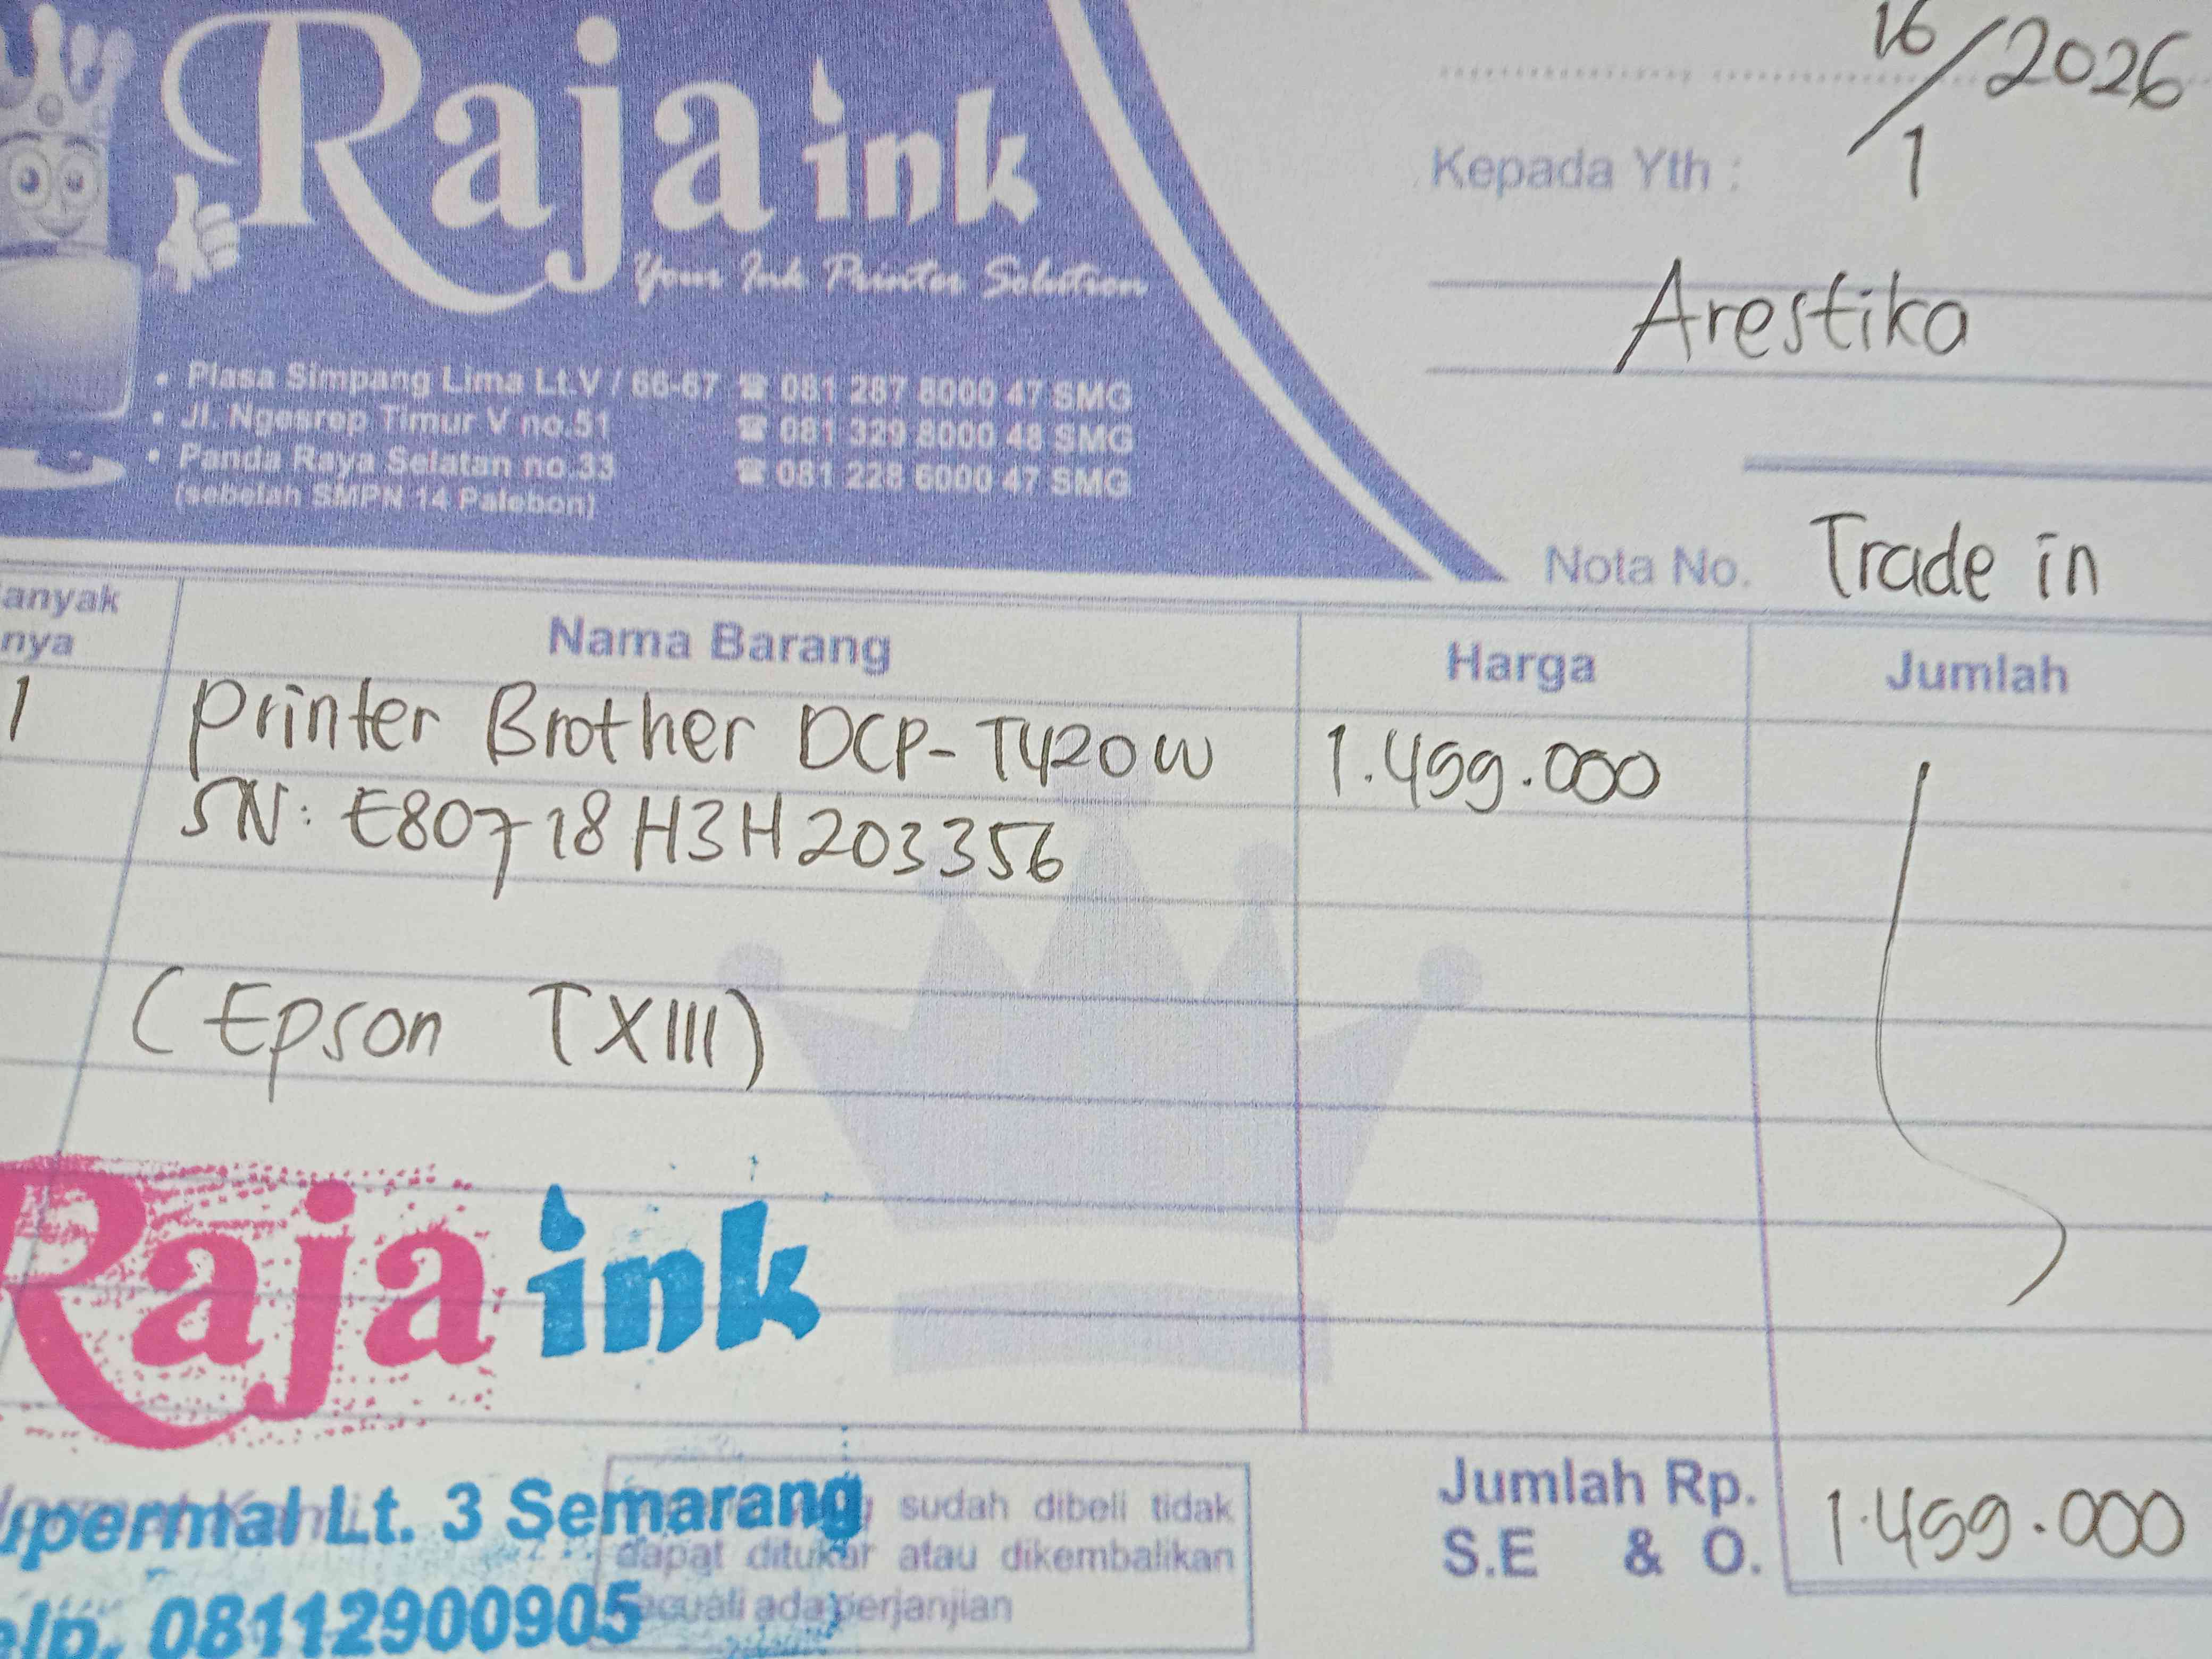 Raja ink
Your Ink Printer Solution
• Plasa Simpang Lima Lt.V / 66-67 ☎ 081 287 8000 47 SMG
• Jl. Ngesrep Timur V no.51 ☎ 081 329 8000 48 SMG
• Panda Raya Selatan no.33 ☎ 081 228 6000 47 SMG
(sebelah SMPN 14 Palebon)
16/1/2026
Kepada Yth :
Arestika
Nota No. Trade in
anyak
nya
Nama Barang Harga Jumlah
1 Printer Brother DCP-T420W 1.499.000
SN: E80718H3H203356
(Epson TX111)
Raja ink
permal Lt. 3 Semarang
elp. 08112900905
sudah dibeli tidak
dapat ditukar atau dikembalikan
kecuali ada perjanjian
Jumlah Rp. 1.499.000
S.E & O.